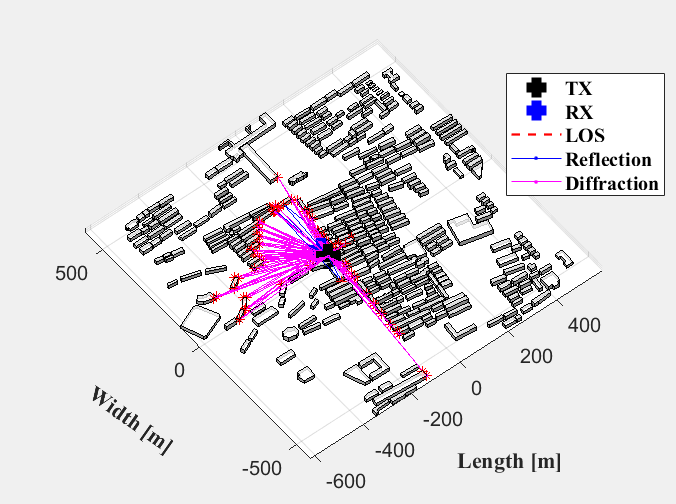 TX
RX
LOS
Reflection
Diffraction
500
0
-500
Width [m]
-600
-400
-200
0
200
400
Length [m]